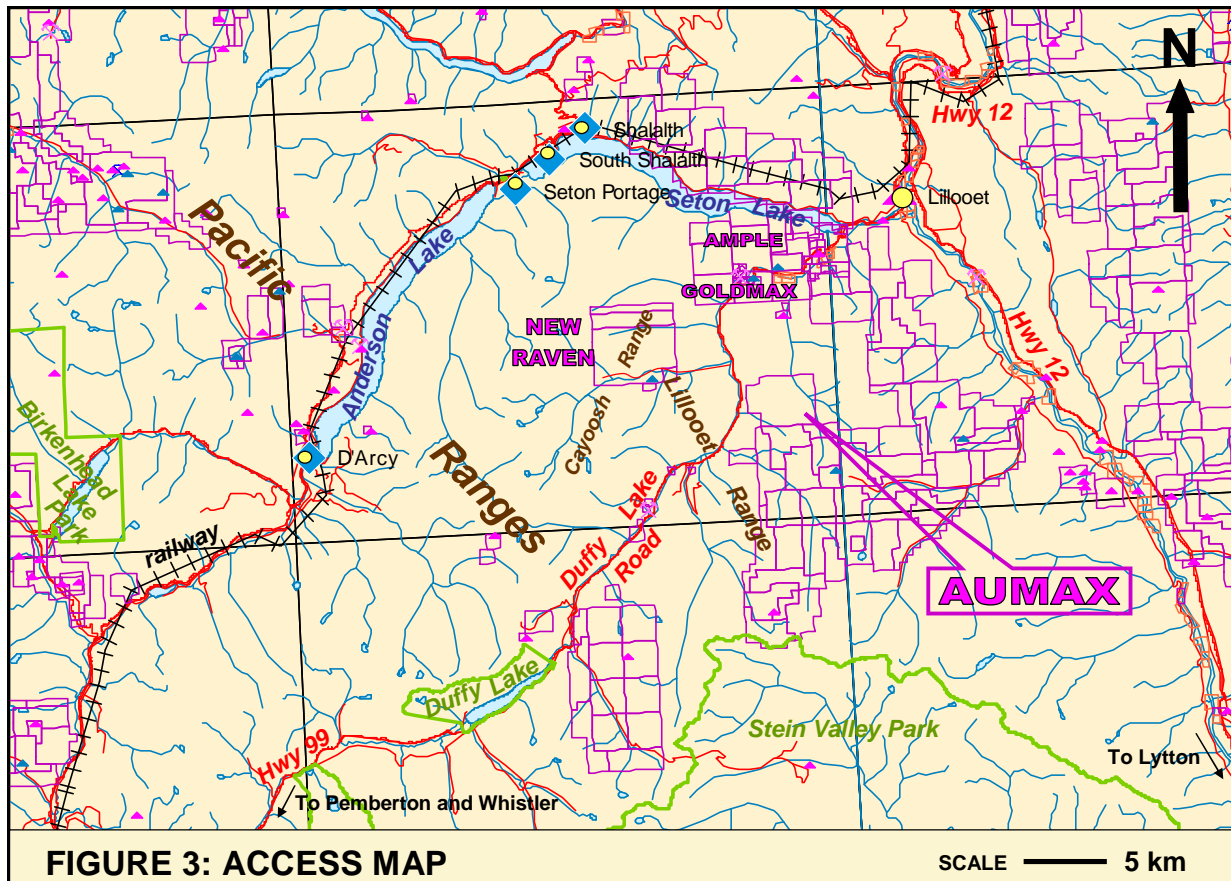 N
Hwy 12
Shalalth
South Shalalth
Seton Portage
Lillooet
Seton Lake
Pacific
Ranges
Anderson Lake
AMPLE
GOLDMAX
NEW
RAVEN
Cayoosh Range
Lillooett Range
Hwy 12
D'Arcy
Birkenhead
Lake
Park
railway
Duffy Lake
Road
AUMAX
Duffy Lake
Stein Valley Park
Hwy 99
To Lytton
To Pemberton and Whistler
FIGURE 3: ACCESS MAP
SCALE 5 km